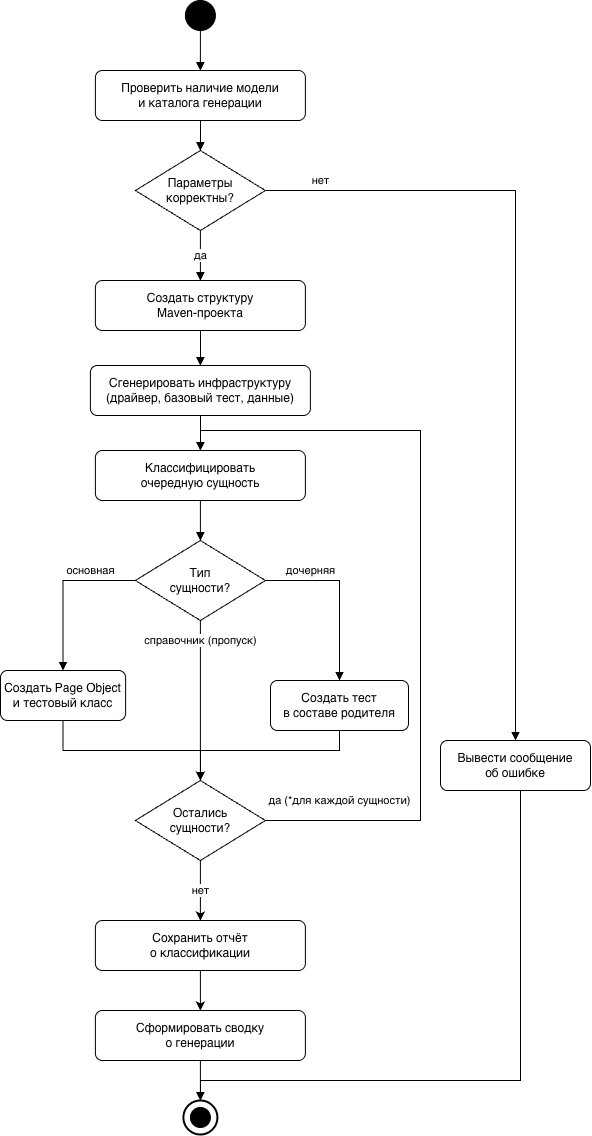 Проверить наличие модели
и каталога генерации
Параметры
корректны?
нет
да
Создать структуру
Maven-проекта
Сгенерировать инфраструктуру
(драйвер, базовый тест, данные)
Классифицировать
очередную сущность
Тип
сущности?
основная
дочерняя
справочник (пропуск)
Создать Page Object
и тестовый класс
Создать тест
в составе родителя
Вывести сообщение
об ошибке
Остались
сущности?
да (*для каждой сущности)
нет
Сохранить отчёт
о классификации
Сформировать сводку
о генерации